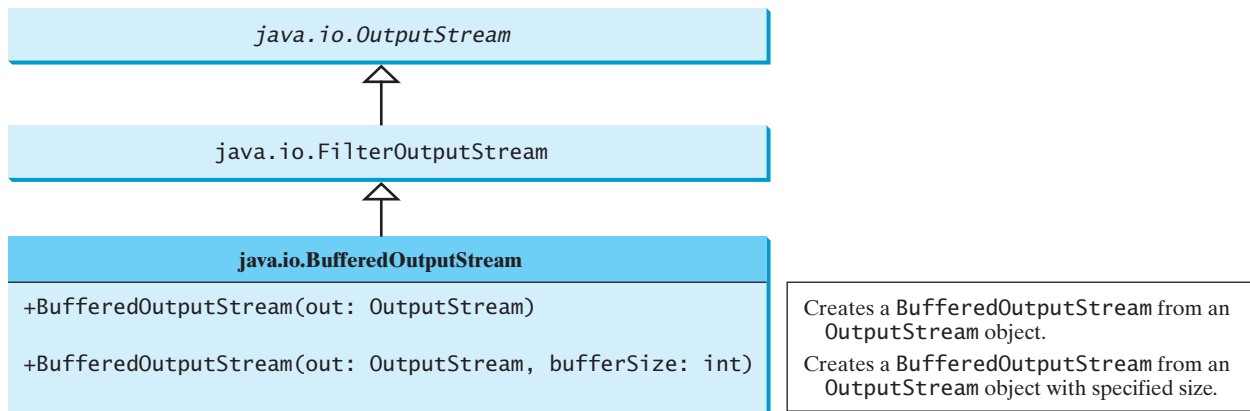 java.io.OutputStream
java.io.FilterOutputStream
java.io.BufferedOutputStream
+BufferedOutputStream(out: OutputStream)
+BufferedOutputStream(out: OutputStream, bufferSize: int)
Creates a BufferedOutputStream from an
OutputStream object.
Creates a BufferedOutputStream from an
OutputStream object with specified size.